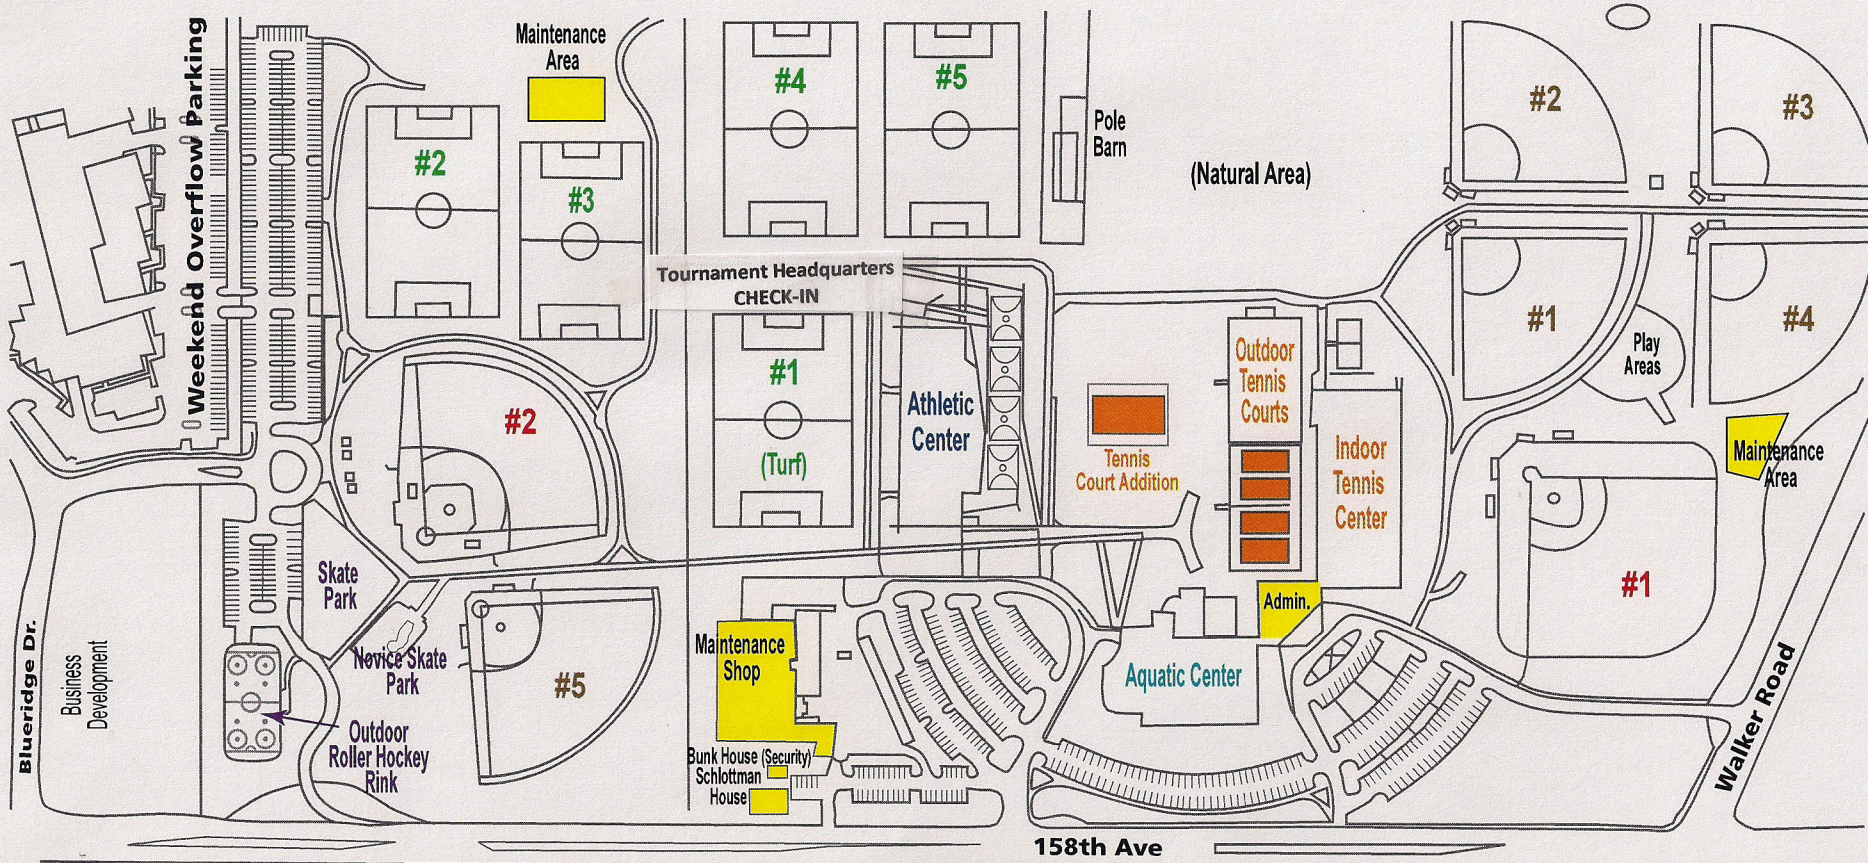 Weekend Overflow Parking
Maintenance
Area
#2
#3
#4
#5
Pole
Barn
(Natural Area)
#2
#3
Tournament Headquarters
CHECK-IN
#1
(Turf)
Athletic
Center
Tennis
Court Addition
Outdoor
Tennis
Courts
Indoor
Tennis
Center
#1
Play
Areas
#4
Maintenance
Area
#2
#1
Skate
Park
Novice Skate
Park
Outdoor
Roller Hockey
Rink
#5
Maintenance
Shop
Bunk House (Security)
Schlottman
House
Admin.
Aquatic Center
Business
Development
Blueridge Dr.
Walker Road
158th Ave